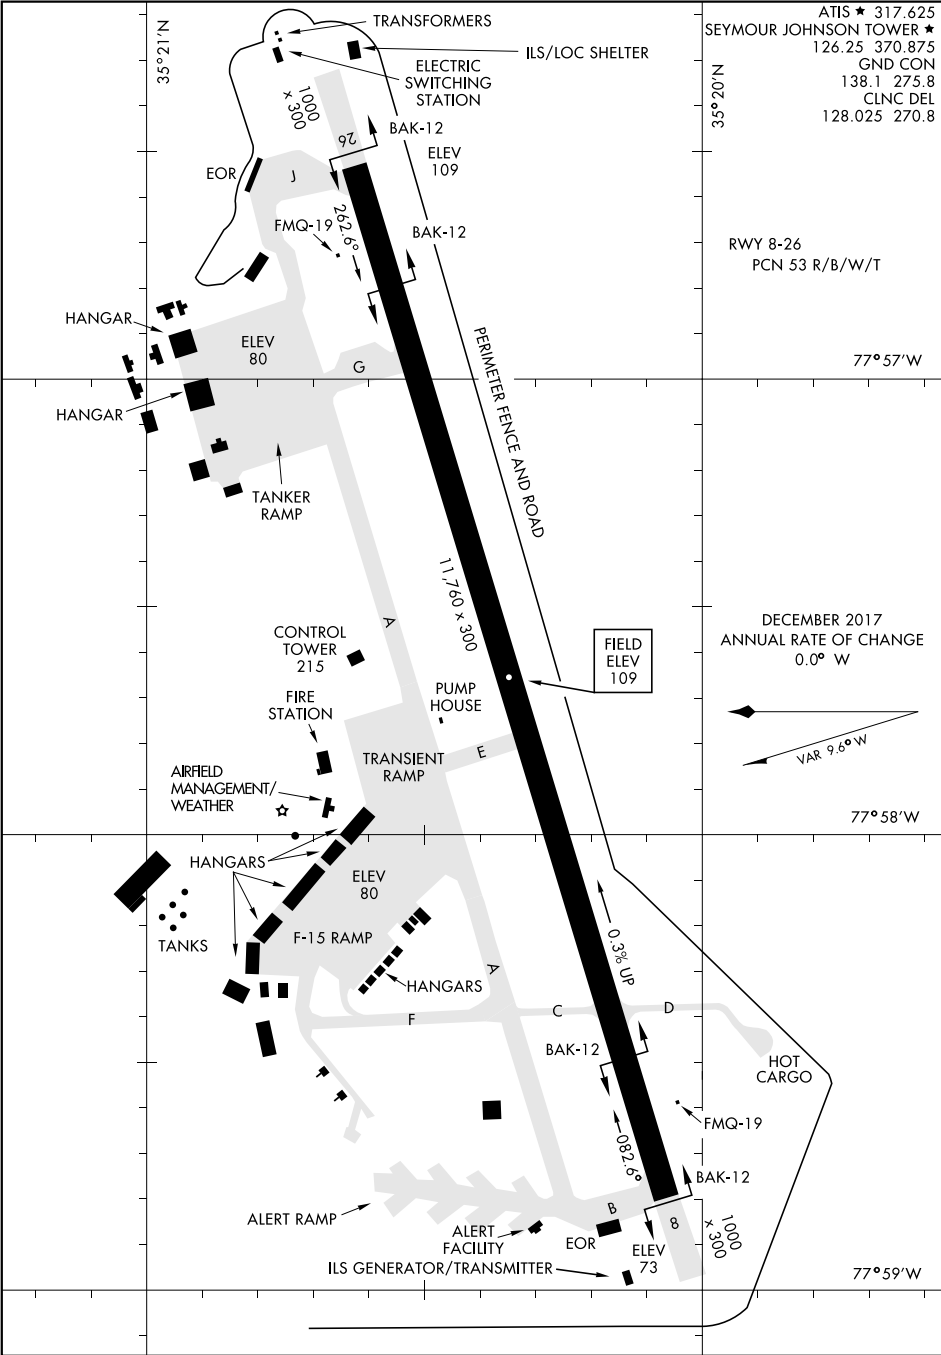 ATIS ★ 317.625
SEYMOUR JOHNSON TOWER ★
126.25 370.875
GND CON
138.1 275.8
CLNC DEL
128.025 270.8
35°21'N
35°20'N
TRANSFORMERS
ILS/LOC SHELTER
ELECTRIC
SWITCHING
STATION
1000
x 300
26
BAK-12
ELEV
109
EOR
J
FMQ-19
262.6°
BAK-12
RWY 8-26
PCN 53 R/B/W/T
HANGAR
ELEV
80
G
PERIMETER FENCE AND ROAD
77°57'W
HANGAR
TANKER
RAMP
11,760 x 300
A
CONTROL
TOWER
215
FIELD
ELEV
109
DECEMBER 2017
ANNUAL RATE OF CHANGE
0.0° W
VAR 9.6° W
FIRE
STATION
PUMP
HOUSE
E
TRANSIENT
RAMP
AIRFIELD
MANAGEMENT/
WEATHER
77°58'W
HANGARS
ELEV
80
TANKS
F-15 RAMP
HANGARS
A
0.3% UP
F
C
D
BAK-12
HOT
CARGO
FMQ-19
082.6°
BAK-12
ALERT RAMP
B
8
1000
x 300
ALERT
FACILITY
EOR
ELEV
73
ILS GENERATOR/TRANSMITTER
77°59'W